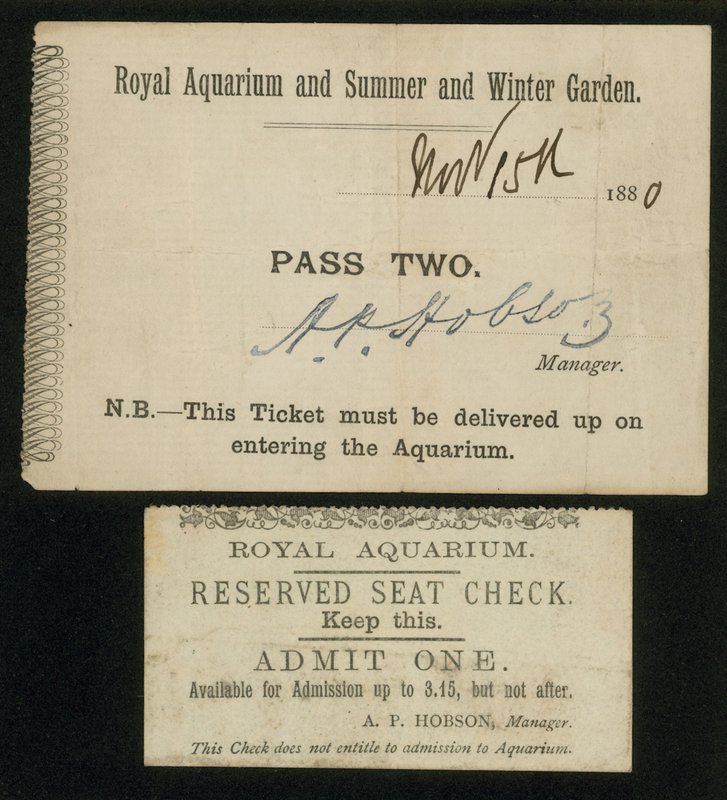 Royal Aquarium and Summer and Winter Garden.
Nov 15th 1880
PASS TWO.
A.P. Hobson
Manager.
N.B.—This Ticket must be delivered up on
entering the Aquarium.
ROYAL AQUARIUM.
RESERVED SEAT CHECK.
Keep this.
ADMIT ONE.
Available for Admission up to 3.15, but not after.
A. P. HOBSON, Manager.
This Check does not entitle to admission to Aquarium.